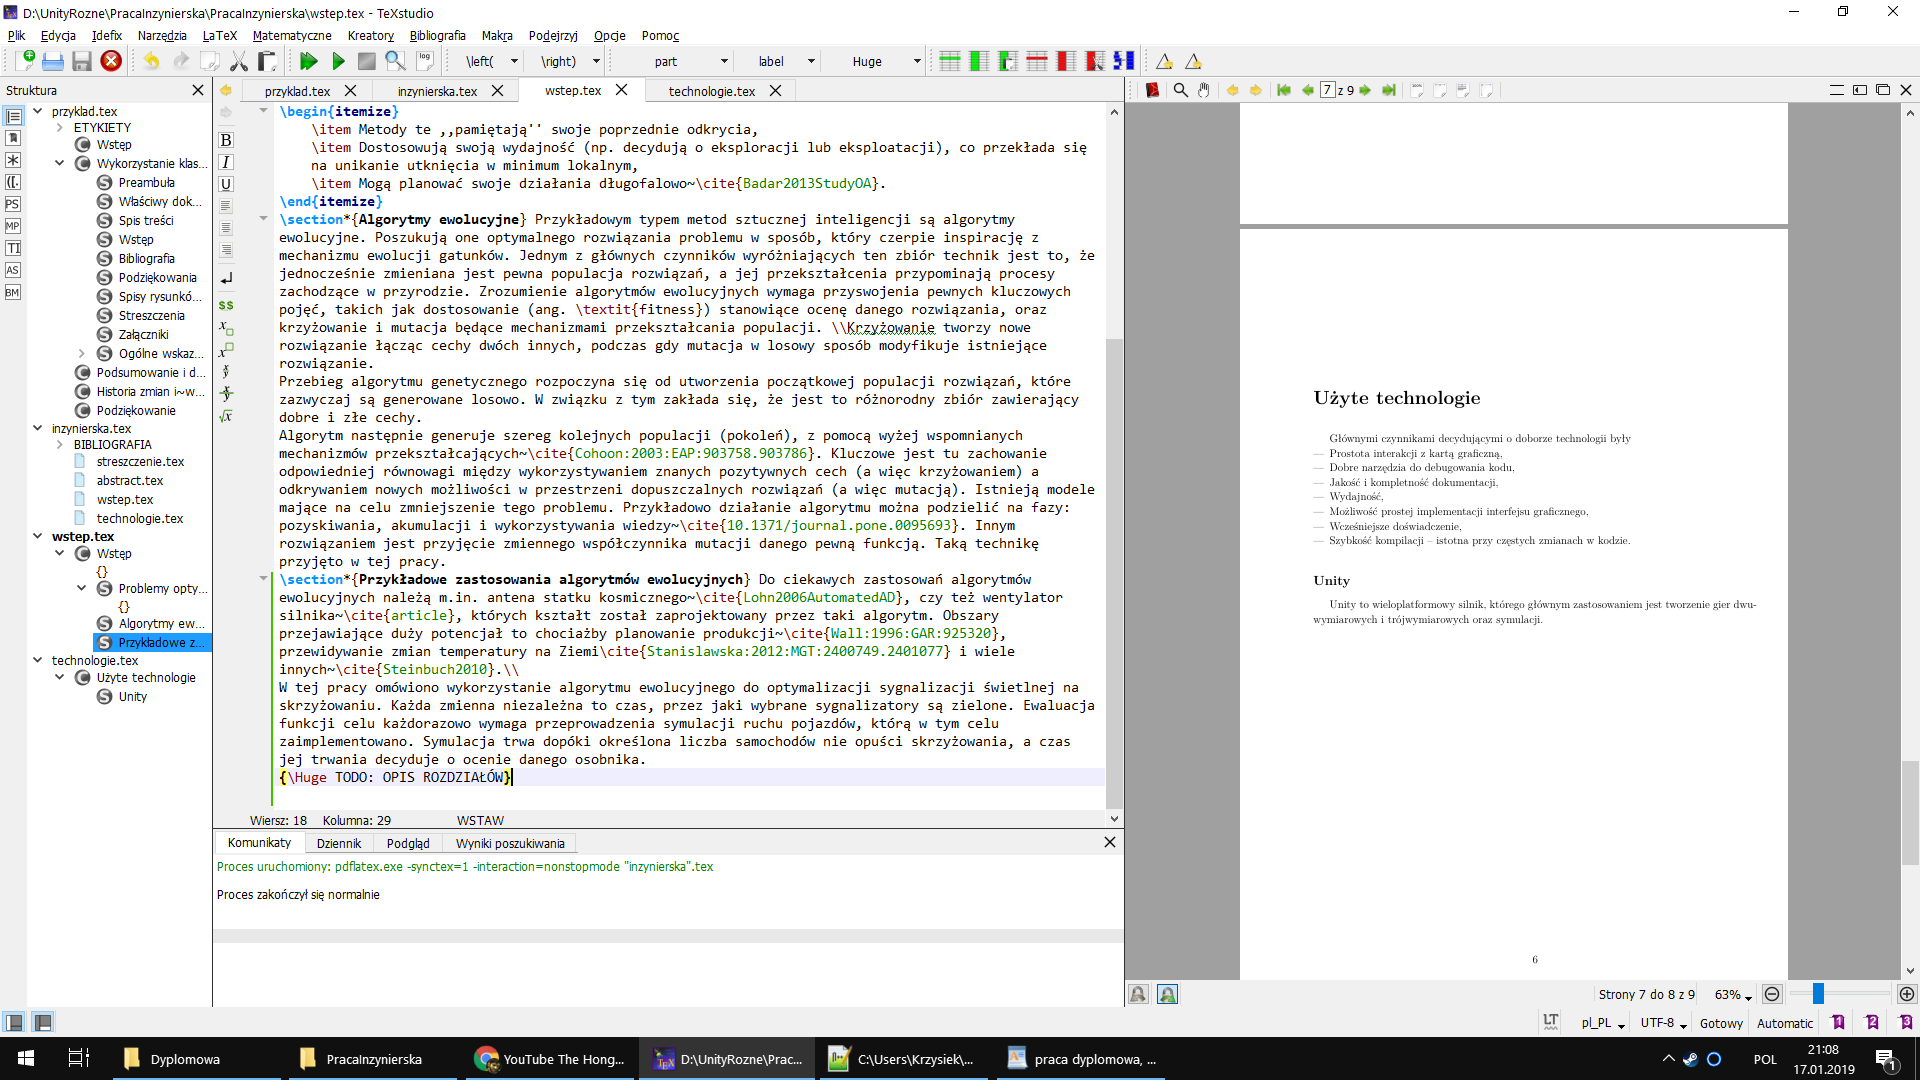 D:\UnityRozne\PracaInzynierska\PracaInzynierska\wstep.tex - TeXstudio
Plik Edycja Idefix Narzędzia LaTeX Matematyczne Kreatory Bibliografia Makra Podejrzyj Opcje Pomoc
log \left( \right) part label Huge
Struktura
przyklad.tex
ETYKIETY
Wstęp
Wykorzystanie klas...
Preambuła
Właściwy dok...
Spis treści
Wstęp
Bibliografia
Podziękowania
Spisy rysunkó...
Streszczenia
Załączniki
Ogólne wskaz...
Podsumowanie i d...
Historia zmian i~w...
Podziękowanie
inzynierska.tex
BIBLIOGRAFIA
streszczenie.tex
abstract.tex
wstep.tex
technologie.tex
wstep.tex
Wstęp
{}
Problemy opty...
{}
Algorytmy ew...
Przykładowe z...
technologie.tex
Użyte technologie
Unity
PS
MP
TI
AS
BM
przyklad.tex inzynierska.tex wstep.tex technologie.tex
B
I
U
$$
\begin{itemize}
\item Metody te ,,pamiętają'' swoje poprzednie odkrycia,
\item Dostosowują swoją wydajność (np. decydują o eksploracji lub eksploatacji), co przekłada się
na unikanie utknięcia w minimum lokalnym,
\item Mogą planować swoje działania długofalowo~\cite{Badar2013StudyOA}.
\end{itemize}
\section*{Algorytmy ewolucyjne} Przykładowym typem metod sztucznej inteligencji są algorytmy
ewolucyjne. Poszukują one optymalnego rozwiązania problemu w sposób, który czerpie inspirację z
mechanizmu ewolucji gatunków. Jednym z głównych czynników wyróżniających ten zbiór technik jest to, że
jednocześnie zmieniana jest pewna populacja rozwiązań, a jej przekształcenia przypominają procesy
zachodzące w przyrodzie. Zrozumienie algorytmów ewolucyjnych wymaga przyswojenia pewnych kluczowych
pojęć, takich jak dostosowanie (ang. \textit{fitness}) stanowiące ocenę danego rozwiązania, oraz
krzyżowanie i mutacja będące mechanizmami przekształcania populacji. \\Krzyżowanie tworzy nowe
rozwiązanie łącząc cechy dwóch innych, podczas gdy mutacja w losowy sposób modyfikuje istniejące
rozwiązanie.
Przebieg algorytmu genetycznego rozpoczyna się od utworzenia początkowej populacji rozwiązań, które
zazwyczaj są generowane losowo. W związku z tym zakłada się, że jest to różnorodny zbiór zawierający
dobre i złe cechy.
Algorytm następnie generuje szereg kolejnych populacji (pokoleń), z pomocą wyżej wspomnianych
mechanizmów przekształcających~\cite{Cohoon:2003:EAP:903758.903786}. Kluczowe jest tu zachowanie
odpowiedniej równowagi między wykorzystywaniem znanych pozytywnych cech (a więc krzyżowaniem) a
odkrywaniem nowych możliwości w przestrzeni dopuszczalnych rozwiązań (a więc mutacją). Istnieją modele
mające na celu zmniejszenie tego problemu. Przykładowo działanie algorytmu można podzielić na fazy:
pozyskiwania, akumulacji i wykorzystywania wiedzy~\cite{10.1371/journal.pone.0095693}. Innym
rozwiązaniem jest przyjęcie zmiennego współczynnika mutacji danego pewną funkcją. Taką technikę
przyjęto w tej pracy.
\section*{Przykładowe zastosowania algorytmów ewolucyjnych} Do ciekawych zastosowań algorytmów
ewolucyjnych należą m.in. antena statku kosmicznego~\cite{Lohn2006AutomatedAD}, czy też wentylator
silnika~\cite{article}, których kształt został zaprojektowany przez taki algorytm. Obszary
przejawiające duży potencjał to chociażby planowanie produkcji~\cite{Wall:1996:GAR:925320},
przewidywanie zmian temperatury na Ziemi\cite{Stanislawska:2012:MGT:2400749.2401077} i wiele
innych~\cite{Steinbuch2010}.\\
W tej pracy omówiono wykorzystanie algorytmu ewolucyjnego do optymalizacji sygnalizacji świetlnej na
skrzyżowaniu. Każda zmienna niezależna to czas, przez jaki wybrane sygnalizatory są zielone. Ewaluacja
funkcji celu każdorazowo wymaga przeprowadzenia symulacji ruchu pojazdów, którą w tym celu
zaimplementowano. Symulacja trwa dopóki określona liczba samochodów nie opuści skrzyżowania, a czas
jej trwania decyduje o ocenie danego osobnika.
{\Huge TODO: OPIS ROZDZIAŁÓW}
Wiersz: 18 Kolumna: 29 WSTAW
Komunikaty Dziennik Podgląd Wyniki poszukiwania
Proces uruchomiony: pdflatex.exe -synctex=1 -interaction=nonstopmode "inzynierska".tex
Proces zakończył się normalnie
7 z 9
Użyte technologie
Głównymi czynnikami decydującymi o doborze technologii były
— Prostota interakcji z kartą graficzną,
— Dobre narzędzia do debugowania kodu,
— Jakość i kompletność dokumentacji,
— Wydajność,
— Możliwość prostej implementacji interfejsu graficznego,
— Wcześniejsze doświadczenie,
— Szybkość kompilacji – istotna przy częstych zmianach w kodzie.
Unity
Unity to wieloplatformowy silnik, którego głównym zastosowaniem jest tworzenie gier dwu-
wymiarowych i trójwymiarowych oraz symulacji.
6
Strony 7 do 8 z 9 63%
LT pl_PL UTF-8 Gotowy Automatic 1 2 3
Dyplomowa PracaInzynierska YouTube The Hong... D:\UnityRozne\Prac... C:\Users\Krzysiek\... praca dyplomowa, ...
POL 21:08
17.01.2019
1